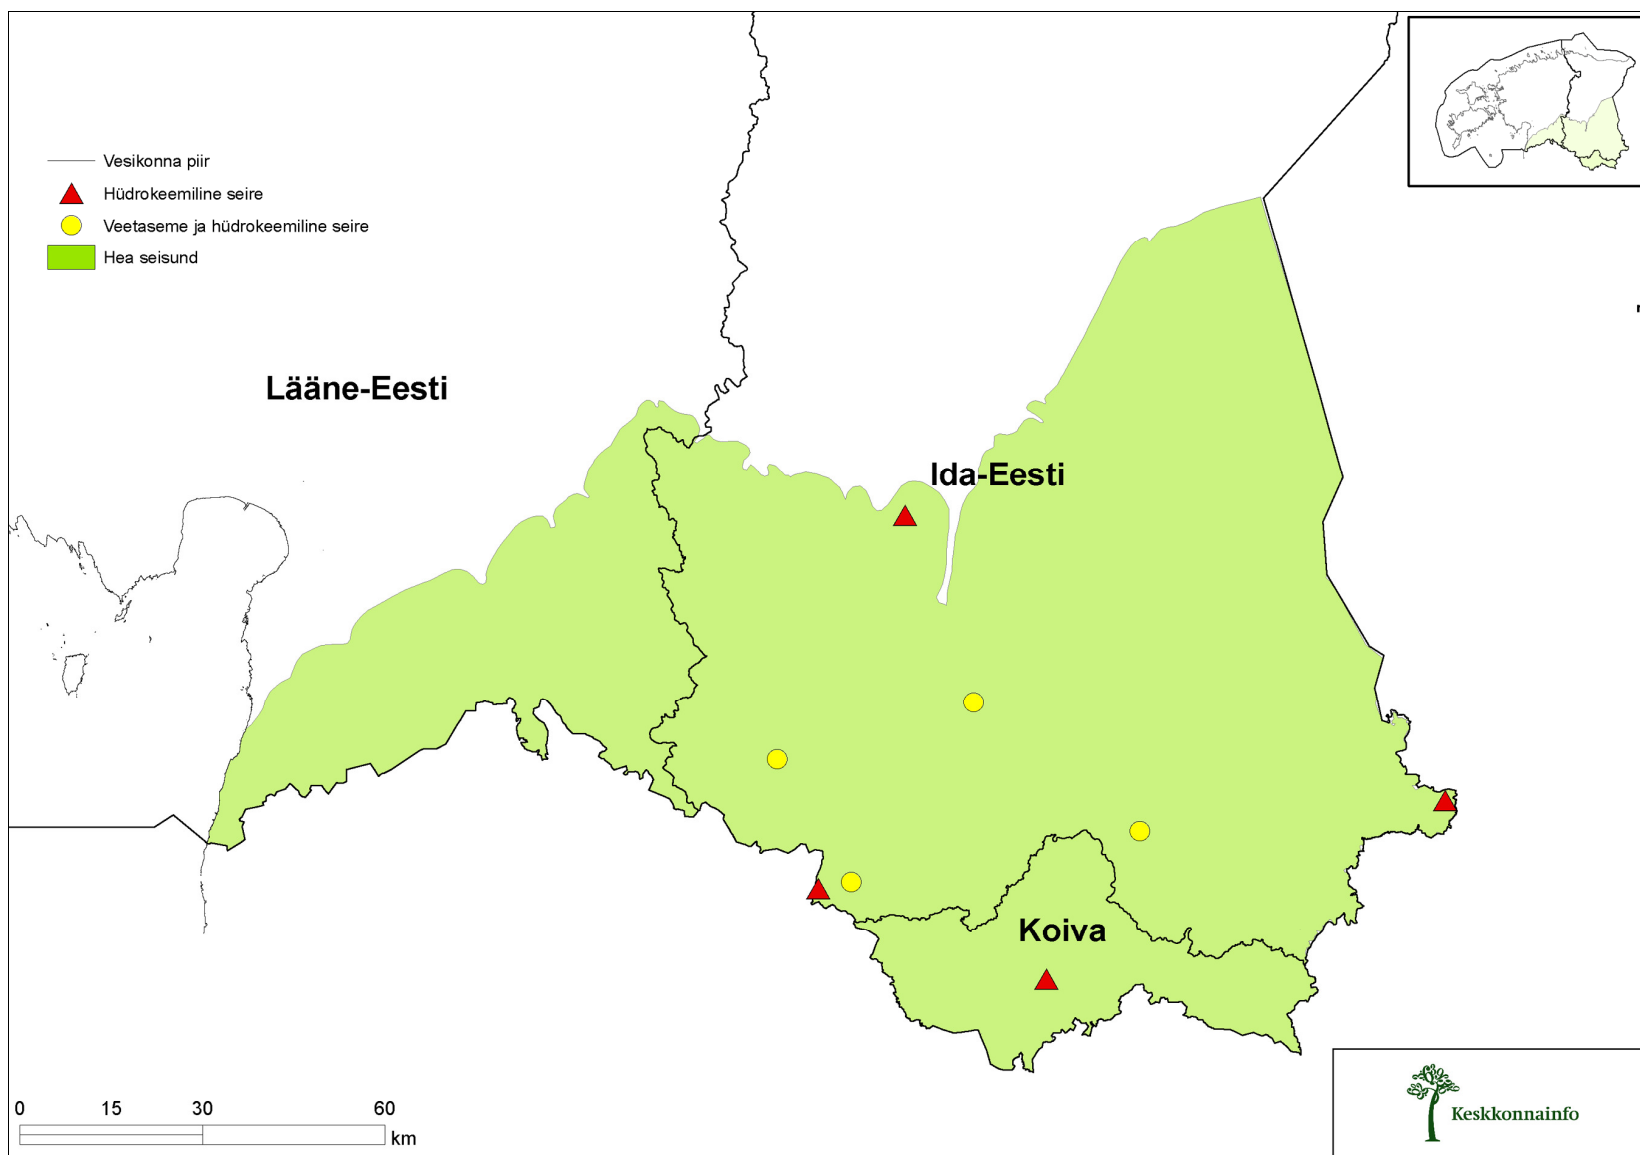 Vesikonna piir
Hüdrokeemiline seire
Veetaseme ja hüdrokeemiline seire
Hea seisund
Lääne-Eesti
Ida-Eesti
Koiva
0 15 30 60
km
Keskkonnainfo